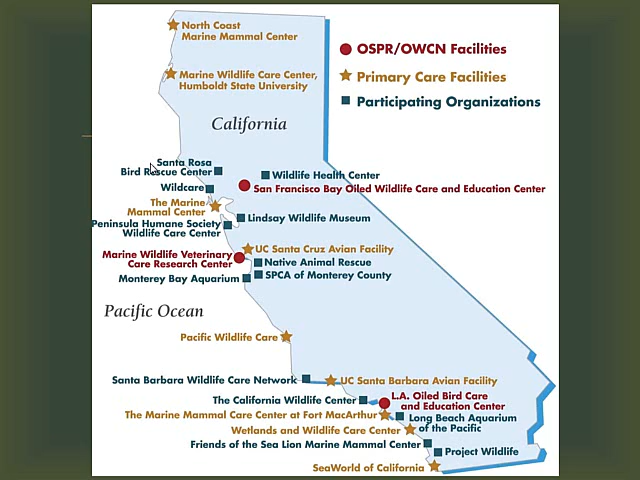 North Coast
Marine Mammal Center
OSPR/OWCN Facilities
Marine Wildlife Care Center,
Humboldt State University
Primary Care Facilities
Participating Organizations
California
Santa Rosa
Bird Rescue Center
Wildlife Health Center
Wildcare
San Francisco Bay Oiled Wildlife Care and Education Center
The Marine
Mammal Center
Lindsay Wildlife Museum
Peninsula Humane Society
Wildlife Care Center
UC Santa Cruz Avian Facility
Marine Wildlife Veterinary
Care Research Center
Native Animal Rescue
SPCA of Monterey County
Monterey Bay Aquarium
Pacific Ocean
Pacific Wildlife Care
Santa Barbara Wildlife Care Network
UC Santa Barbara Avian Facility
The California Wildlife Center
L.A. Oiled Bird Care
and Education Center
The Marine Mammal Care Center at Fort MacArthur
Long Beach Aquarium
of the Pacific
Wetlands and Wildlife Care Center
Friends of the Sea Lion Marine Mammal Center
Project Wildlife
SeaWorld of California